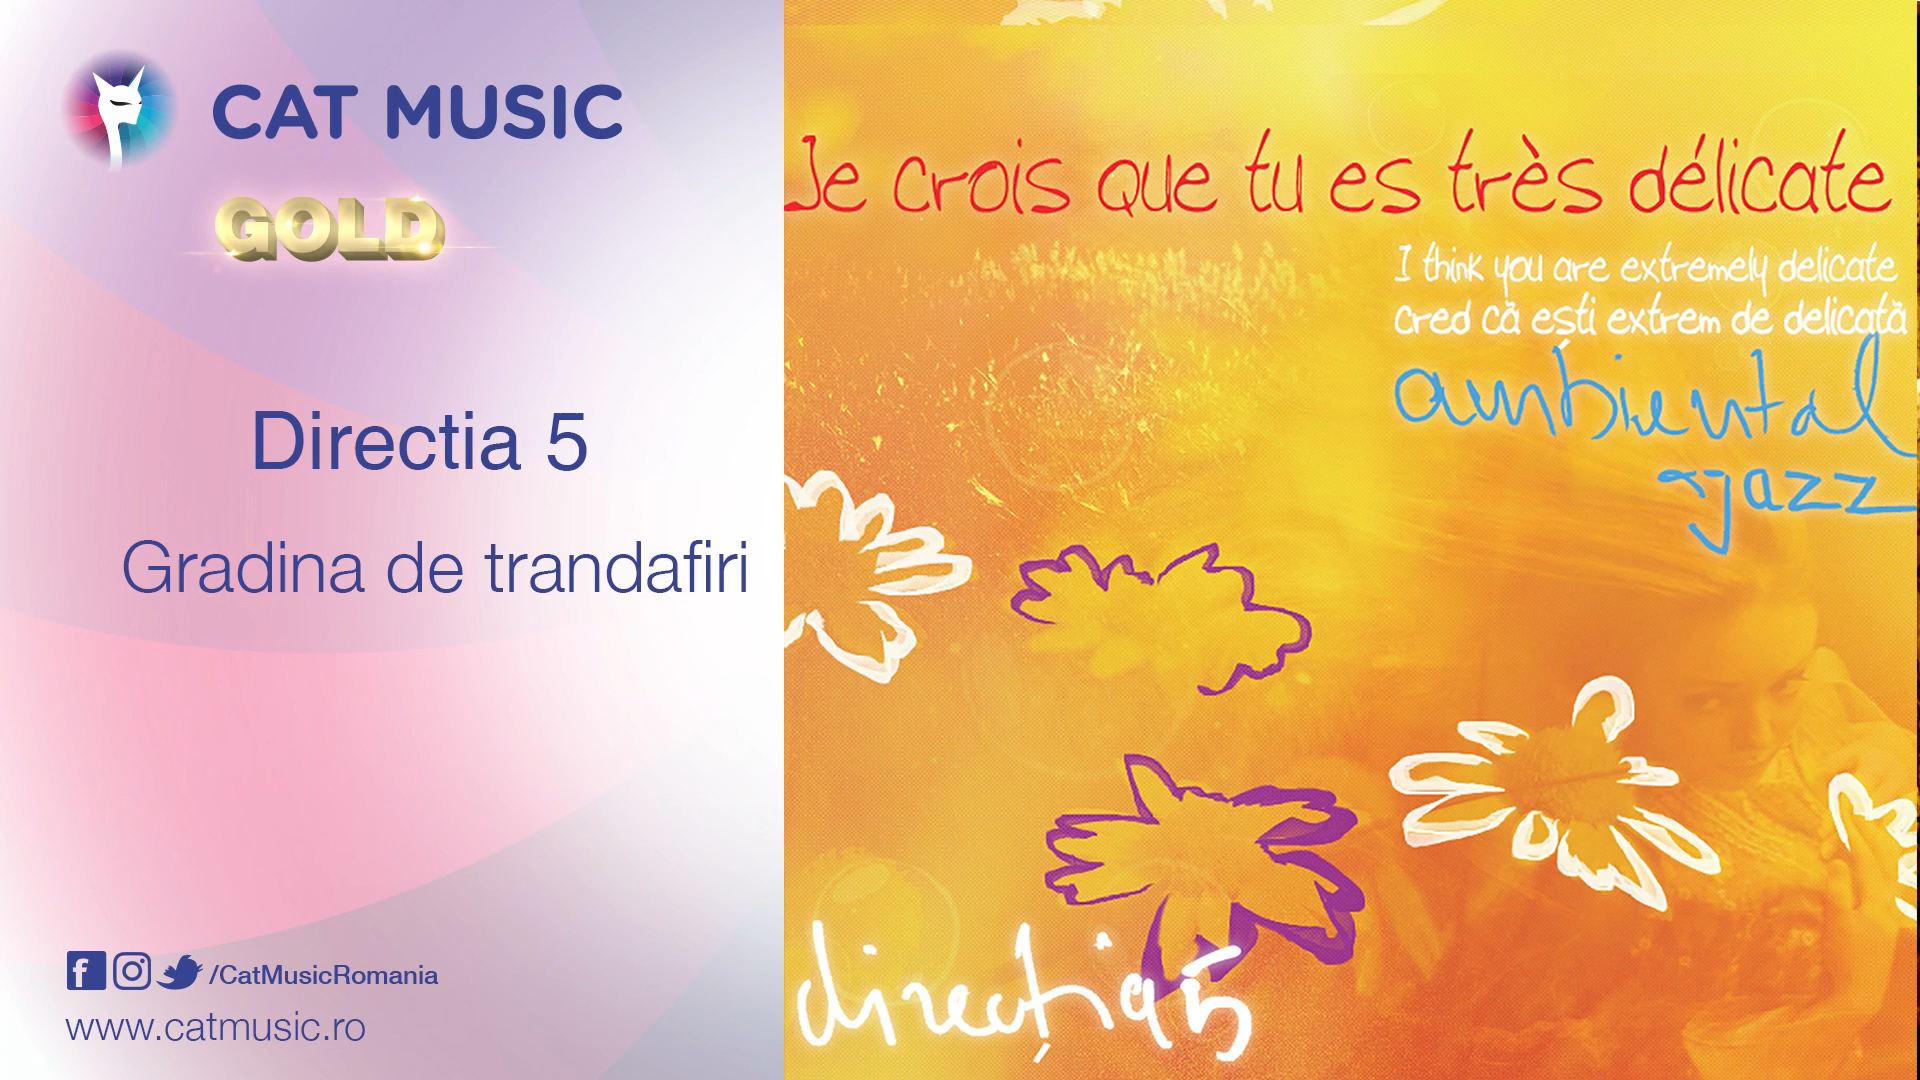 CAT MUSIC
GOLD
Directia 5
Gradina de trandafiri
/CatMusicRomania
www.catmusic.ro
Je crois que tu es très délicate
I think you are extremely delicate
cred că ești extrem de delicată
ambiental
jazz
direcția5